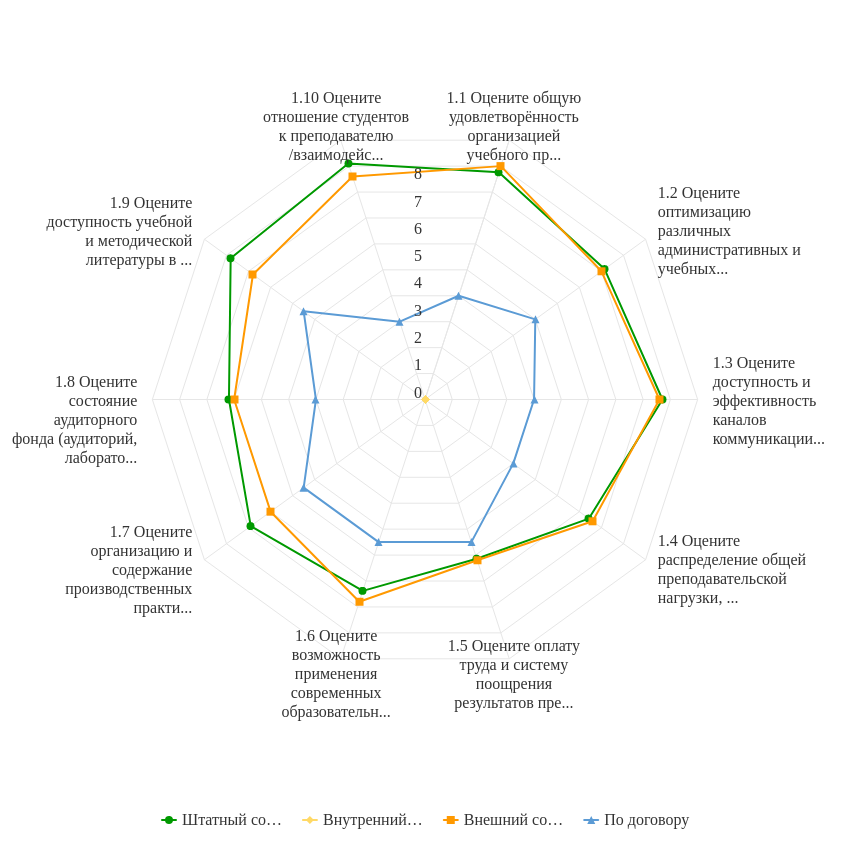 1.10 Оцените
отношение студентов
к преподавателю
/взаимодейс...
1.1 Оцените общую
удовлетворённость
организацией
учебного пр...
1.9 Оцените
доступность учебной
и методической
литературы в ...
1.2 Оцените
оптимизацию
различных
административных и
учебных...
8
7
6
5
4
3
2
1
0
1.8 Оцените
состояние
аудиторного
фонда (аудиторий,
лаборато...
1.3 Оцените
доступность и
эффективность
каналов
коммуникации...
1.7 Оцените
организацию и
содержание
производственных
практи...
1.4 Оцените
распределение общей
преподавательской
нагрузки, ...
1.6 Оцените
возможность
применения
современных
образовательн...
1.5 Оцените оплату
труда и систему
поощрения
результатов пре...
Штатный со…
Внутренний…
Внешний со…
По договору